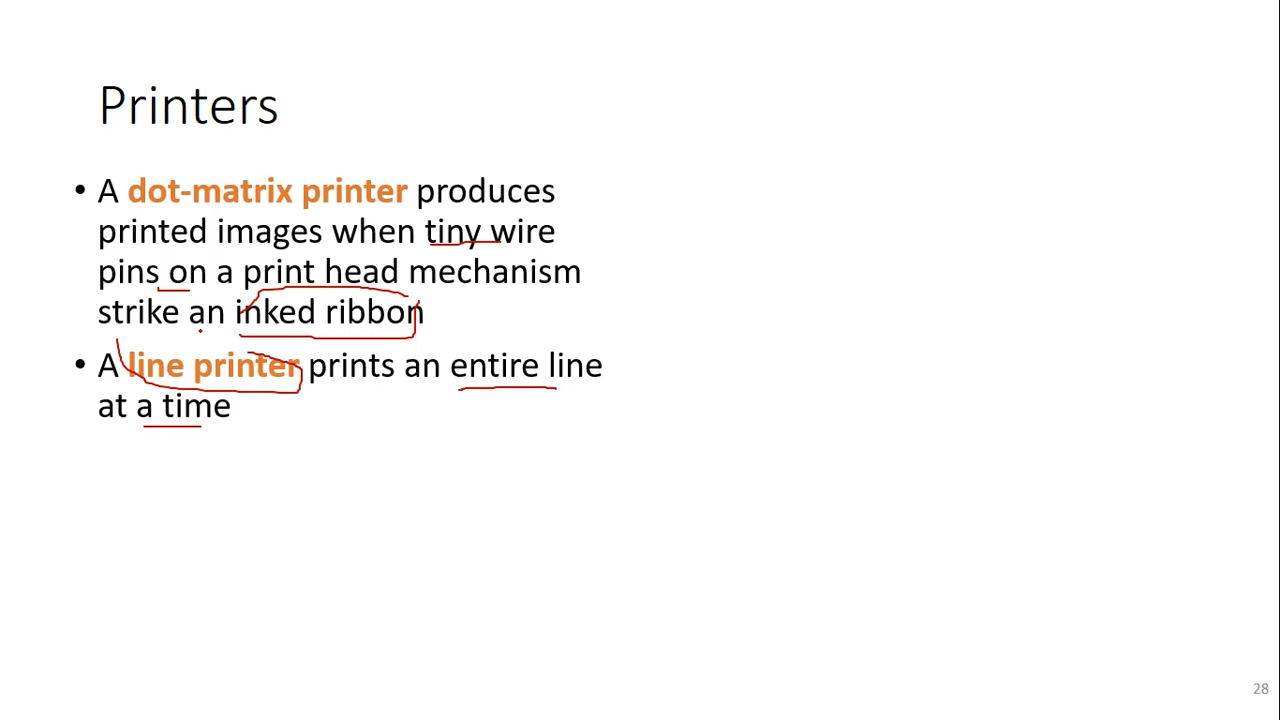 Printers
• A dot-matrix printer produces
printed images when tiny wire
pins on a print head mechanism
strike an inked ribbon
• A line printer prints an entire line
at a time
28